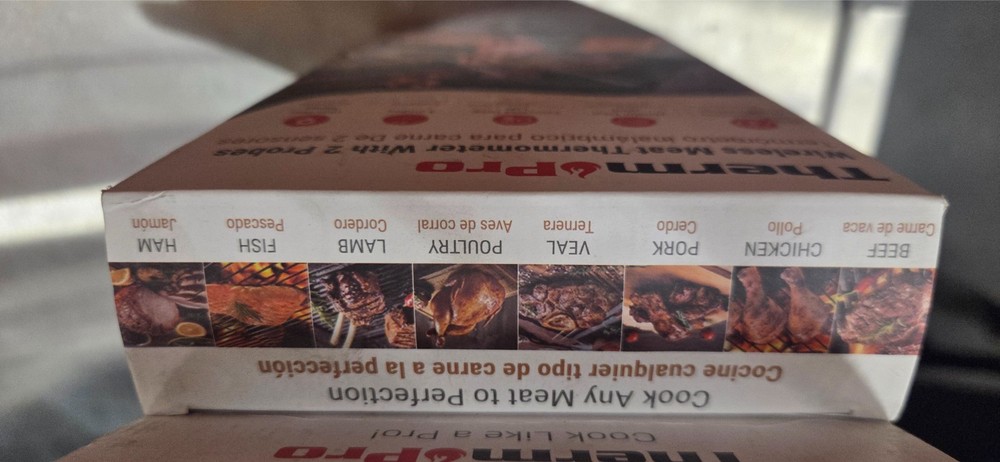 ThermoPro
Cook Like a Pro!
Cook Any Meat to Perfection
Cocine cualquier tipo de carne a la perfección
BEEF CHICKEN PORK VEAL POULTRY LAMB FISH HAM
Carne de vaca Pollo Cerdo Ternera Aves de corral Cordero Pescado Jamón
ThermoPro
Wireless Meat Thermometer With 2 Probes
inalámbrico para carne De 2 sensores